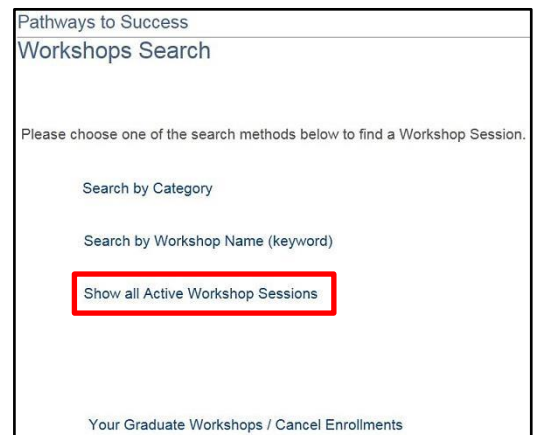 Pathways to Success
Workshops Search
Please choose one of the search methods below to find a Workshop Session.
Search by Category
Search by Workshop Name (keyword)
Show all Active Workshop Sessions
Your Graduate Workshops / Cancel Enrollments